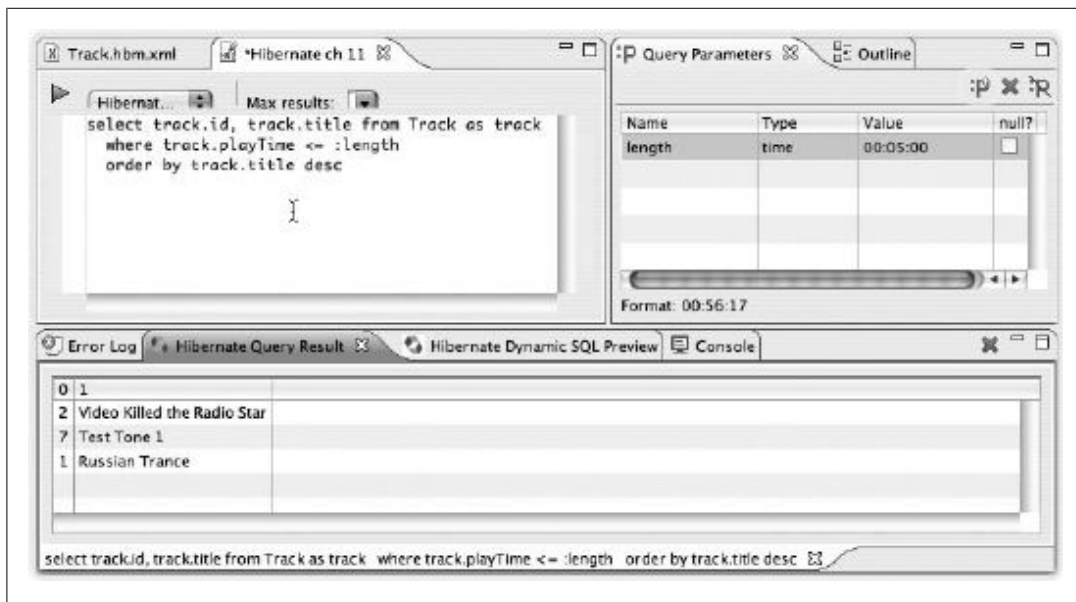 Track.hbm.xml *Hibernate ch 11
Hibernat... Max results:
select track.id, track.title from Track as track
where track.playTime <= :length
order by track.title desc
:P Query Parameters Outline
:P :R
Name Type Value null?
length time 00:05:00
Format: 00:56:17
Error Log Hibernate Query Result Hibernate Dynamic SQL Preview Console
0 1
2 Video Killed the Radio Star
7 Test Tone 1
1 Russian Trance
select track.id, track.title from Track as track where track.playTime <= :length order by track.title desc